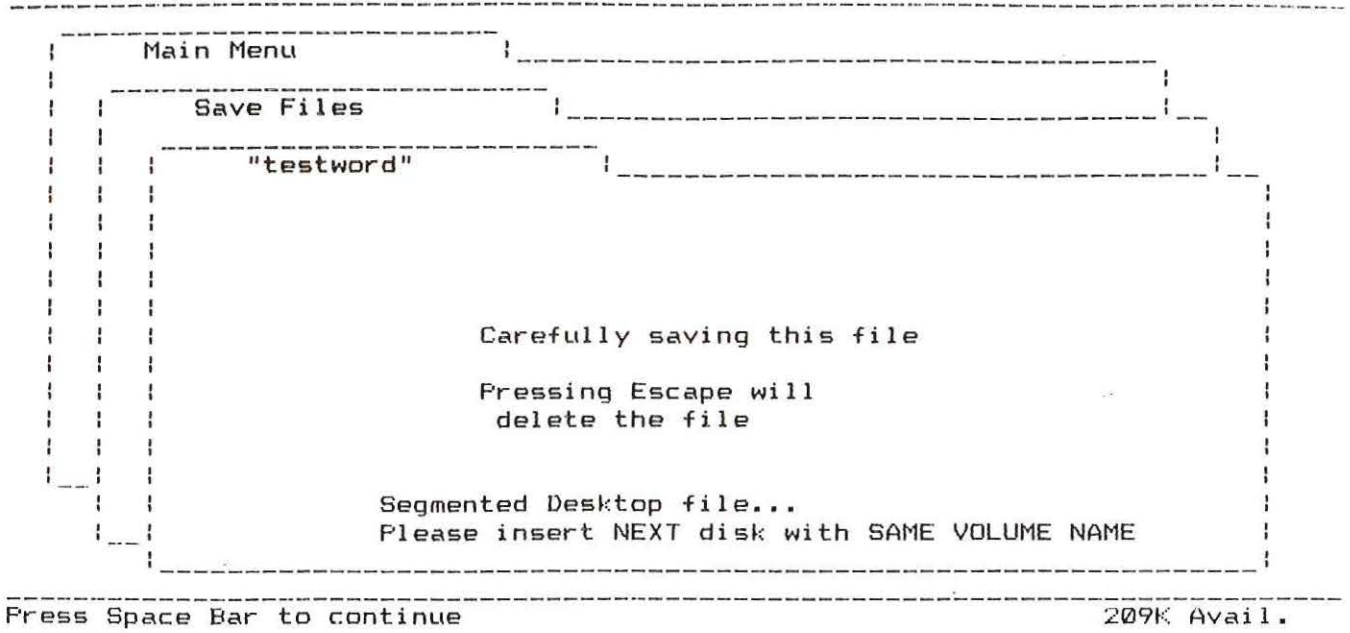 Main Menu
Save Files
"testword"
Carefully saving this file
Pressing Escape will
delete the file
Segmented Desktop file...
Please insert NEXT disk with SAME VOLUME NAME
Press Space Bar to continue 209K Avail.